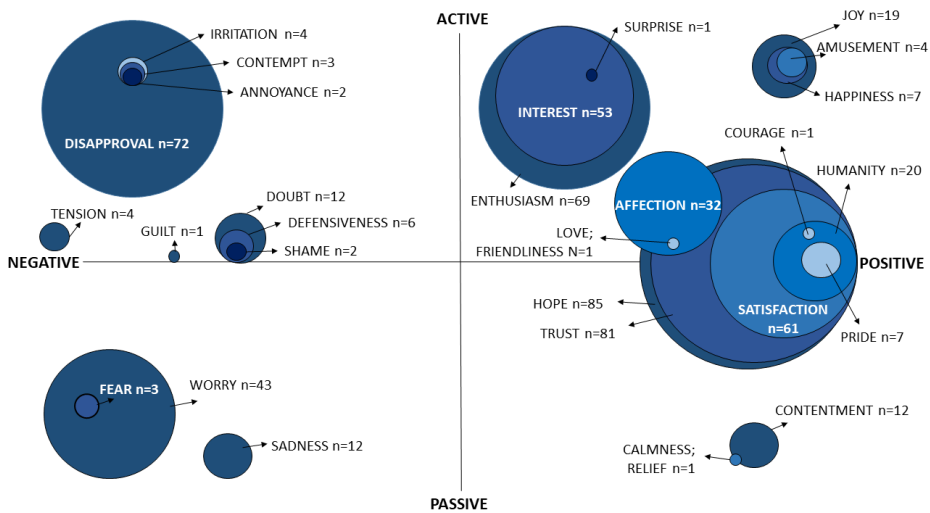 ACTIVE
IRRITATION n=4
CONTEMPT n=3
ANNOYANCE n=2
DISAPPROVAL n=72
SURPRISE n=1
INTEREST n=53
ENTHUSIASM n=69
JOY n=19
AMUSEMENT n=4
HAPPINESS n=7
COURAGE n=1
HUMANITY n=20
AFFECTION n=32
LOVE;
FRIENDLINESS N=1
TENSION n=4
GUILT n=1
DOUBT n=12
DEFENSIVENESS n=6
SHAME n=2
NEGATIVE
POSITIVE
HOPE n=85
TRUST n=81
SATISFACTION
n=61
PRIDE n=7
FEAR n=3
WORRY n=43
SADNESS n=12
CONTENTMENT n=12
CALMNESS;
RELIEF n=1
PASSIVE